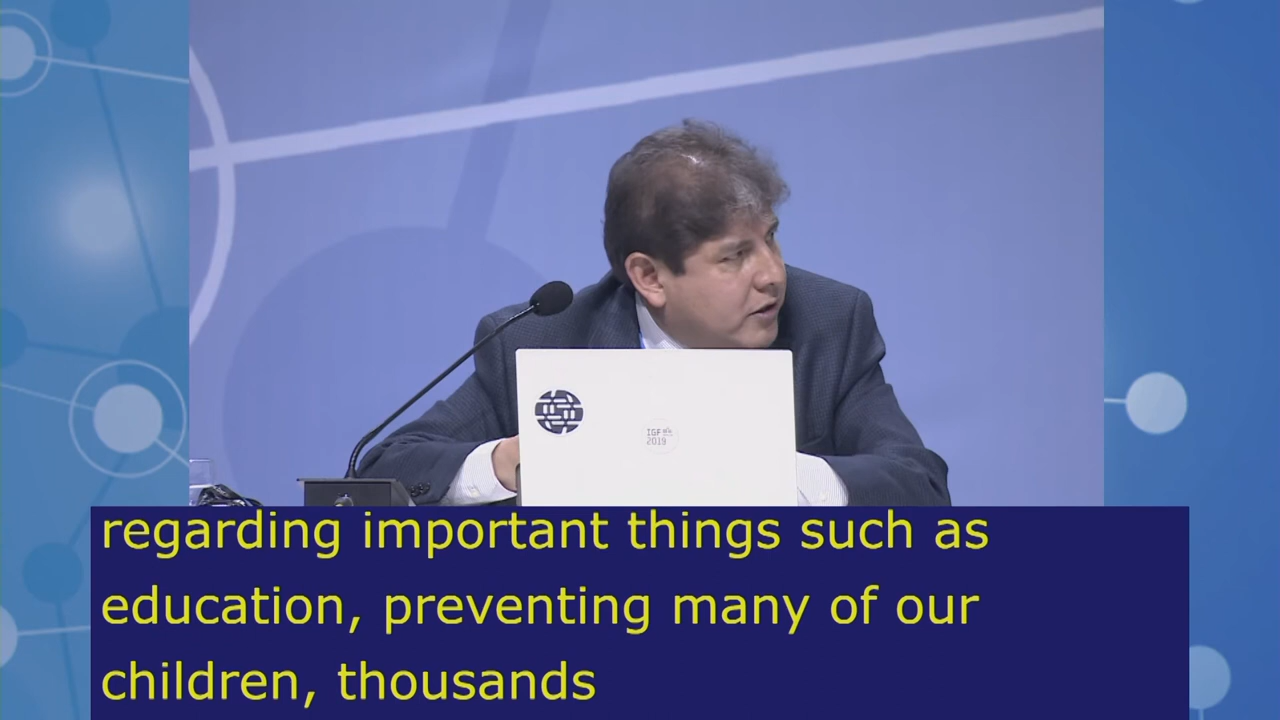 IGF
2019
regarding important things such as
education, preventing many of our
children, thousands